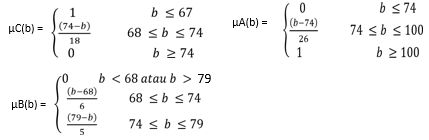 μC(b) = { 1 b ≤ 67
(74−b)/18 68 ≤ b ≤ 74
0 b ≥ 74
μA(b) = { 0 b ≤ 74
(b−74)/26 74 ≤ b ≤ 100
1 b ≥ 100
μB(b) = { 0 b < 68 atau b > 79
(b−68)/6 68 ≤ b ≤ 74
(79−b)/5 74 ≤ b ≤ 79